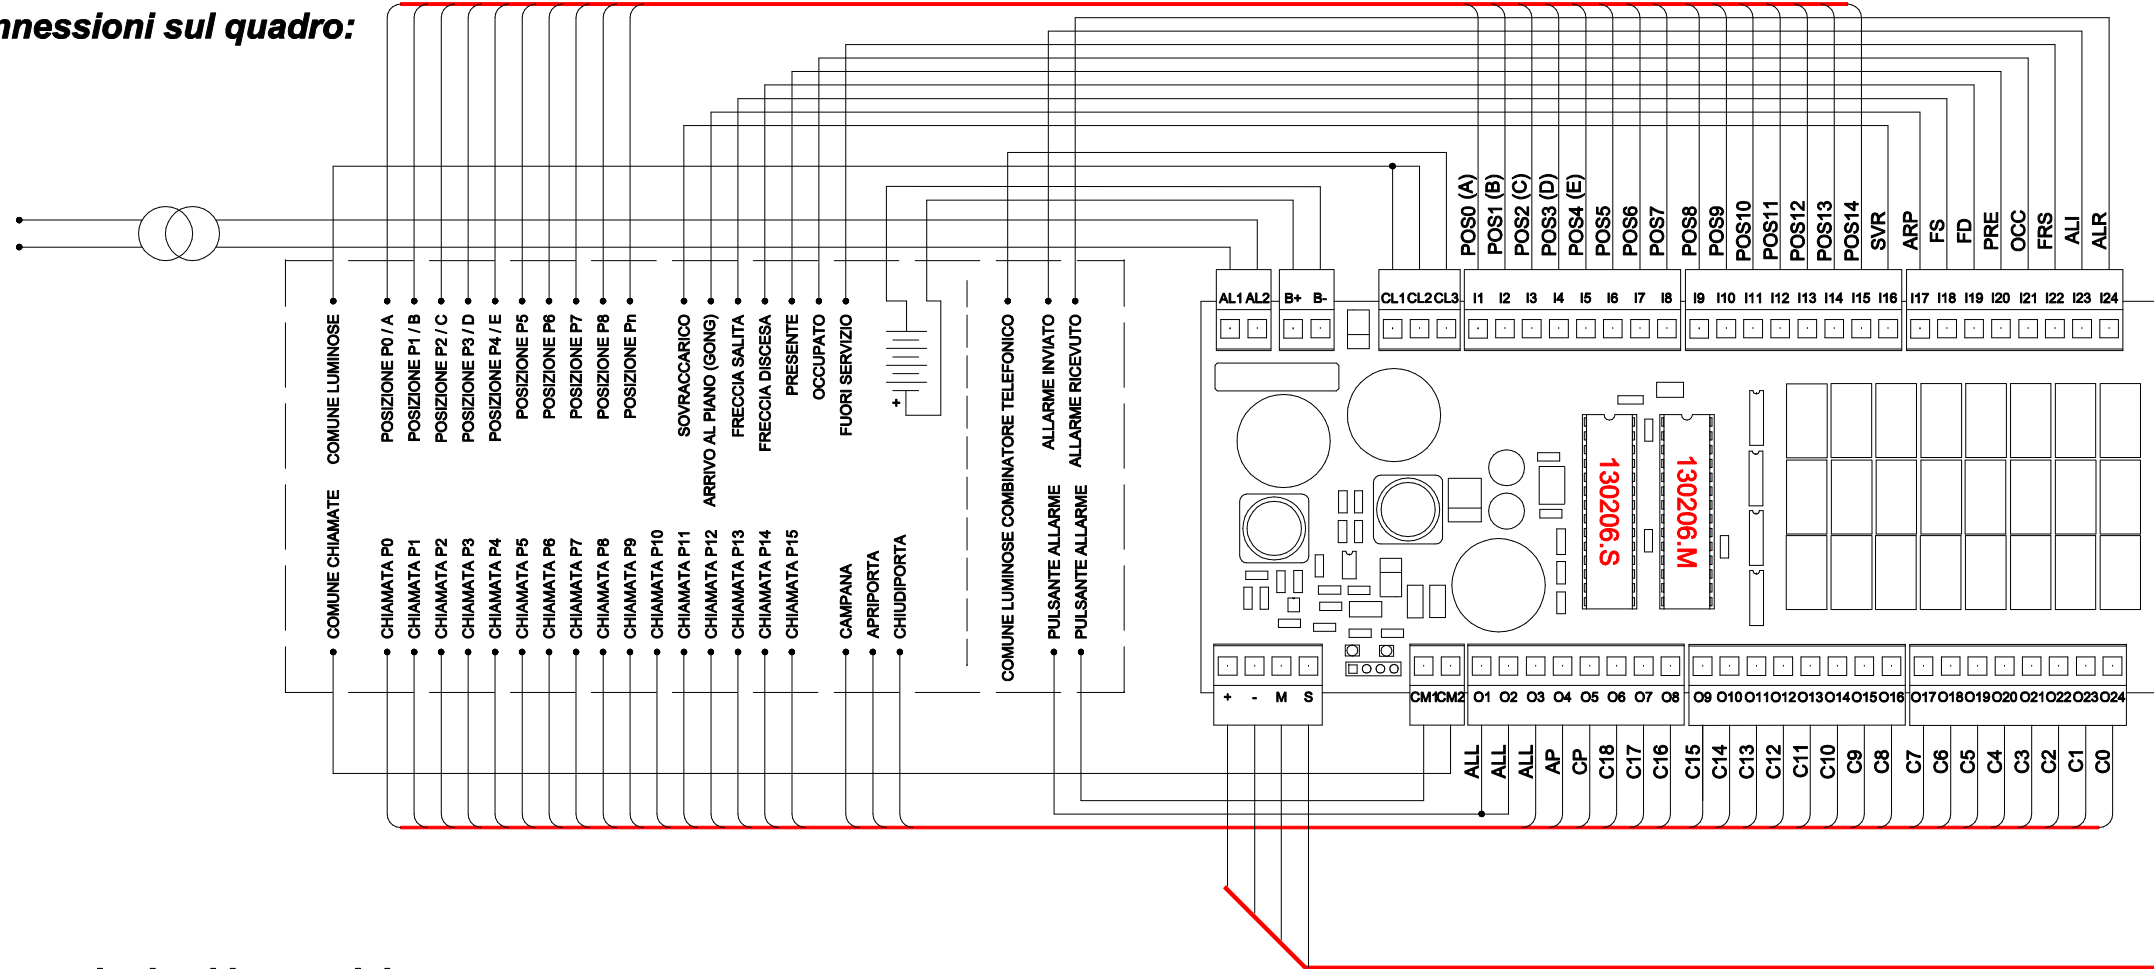 nnessioni sul quadro:
POS0 (A)
POS1 (B)
POS2 (C)
POS3 (D)
POS4 (E)
POS5
POS6
POS7
POS8
POS9
POS10
POS11
POS12
POS13
POS14
SVR
ARP
FS
FD
PRE
OCC
FRS
ALI
ALR
AL1 AL2
B+ B-
CL1 CL2 CL3
I1 I2 I3 I4 I5 I6 I7 I8
I9 I10 I11 I12 I13 I14 I15 I16
I17 I18 I19 I20 I21 I22 I23 I24
COMUNE LUMINOSE
POSIZIONE P0 / A
POSIZIONE P1 / B
POSIZIONE P2 / C
POSIZIONE P3 / D
POSIZIONE P4 / E
POSIZIONE P5
POSIZIONE P6
POSIZIONE P7
POSIZIONE P8
POSIZIONE Pn
SOVRACCARICO
ARRIVO AL PIANO (GONG)
FRECCIA SALITA
FRECCIA DISCESA
PRESENTE
OCCUPATO
FUORI SERVIZIO
+
COMUNE LUMINOSE COMBINATORE TELEFONICO
ALLARME INVIATO
ALLARME RICEVUTO
130206.S
130206.M
COMUNE CHIAMATE
CHIAMATA P0
CHIAMATA P1
CHIAMATA P2
CHIAMATA P3
CHIAMATA P4
CHIAMATA P5
CHIAMATA P6
CHIAMATA P7
CHIAMATA P8
CHIAMATA P9
CHIAMATA P10
CHIAMATA P11
CHIAMATA P12
CHIAMATA P13
CHIAMATA P14
CHIAMATA P15
CAMPANA
APRIPORTA
CHIUDIPORTA
PULSANTE ALLARME
PULSANTE ALLARME
+ - M S
CM1 CM2
O1 O2 O3 O4 O5 O6 O7 O8
O9 O10 O11 O12 O13 O14 O15 O16
O17 O18 O19 O20 O21 O22 O23 O24
ALL
ALL
ALL
AP
CP
C18
C17
C16
C15
C14
C13
C12
C11
C10
C9
C8
C7
C6
C5
C4
C3
C2
C1
C0